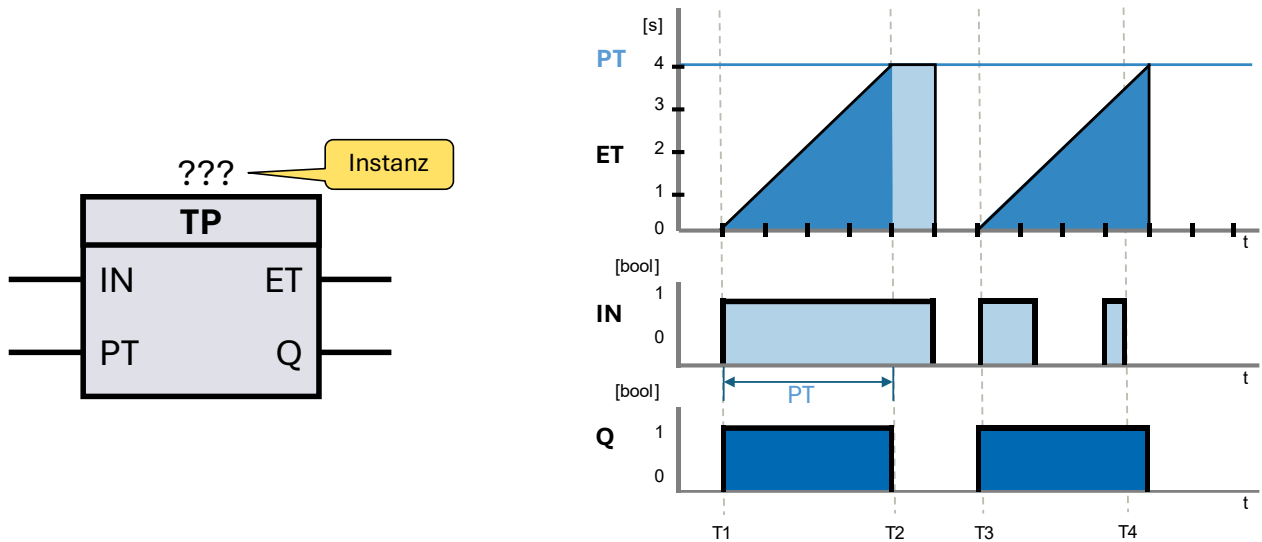 ???
Instanz
TP
IN
ET
PT
Q
[s]
PT
4
3
2
ET
1
0
t
[bool]
1
IN
0
t
[bool]
PT
1
Q
0
t
T1
T2
T3
T4